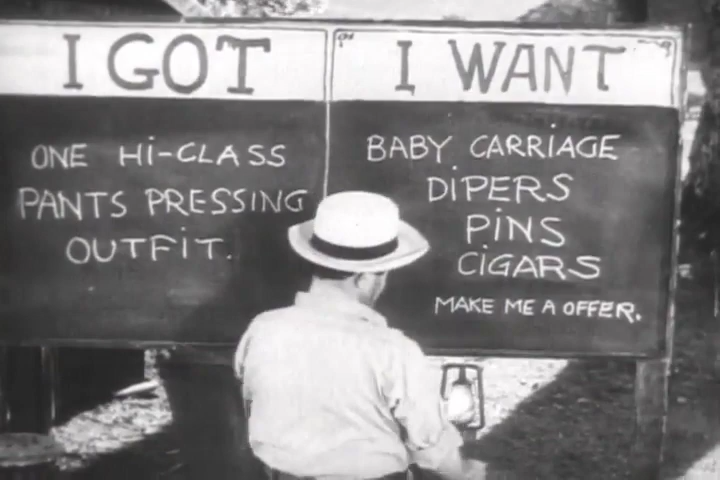 I GOT
ONE Hi-CLASS
PANTS PRESSING
OUTFiT.
I WANT
BABY CARRiAGE
DiPERS
PiNS
CiGARS
MAKE ME A OFFER.